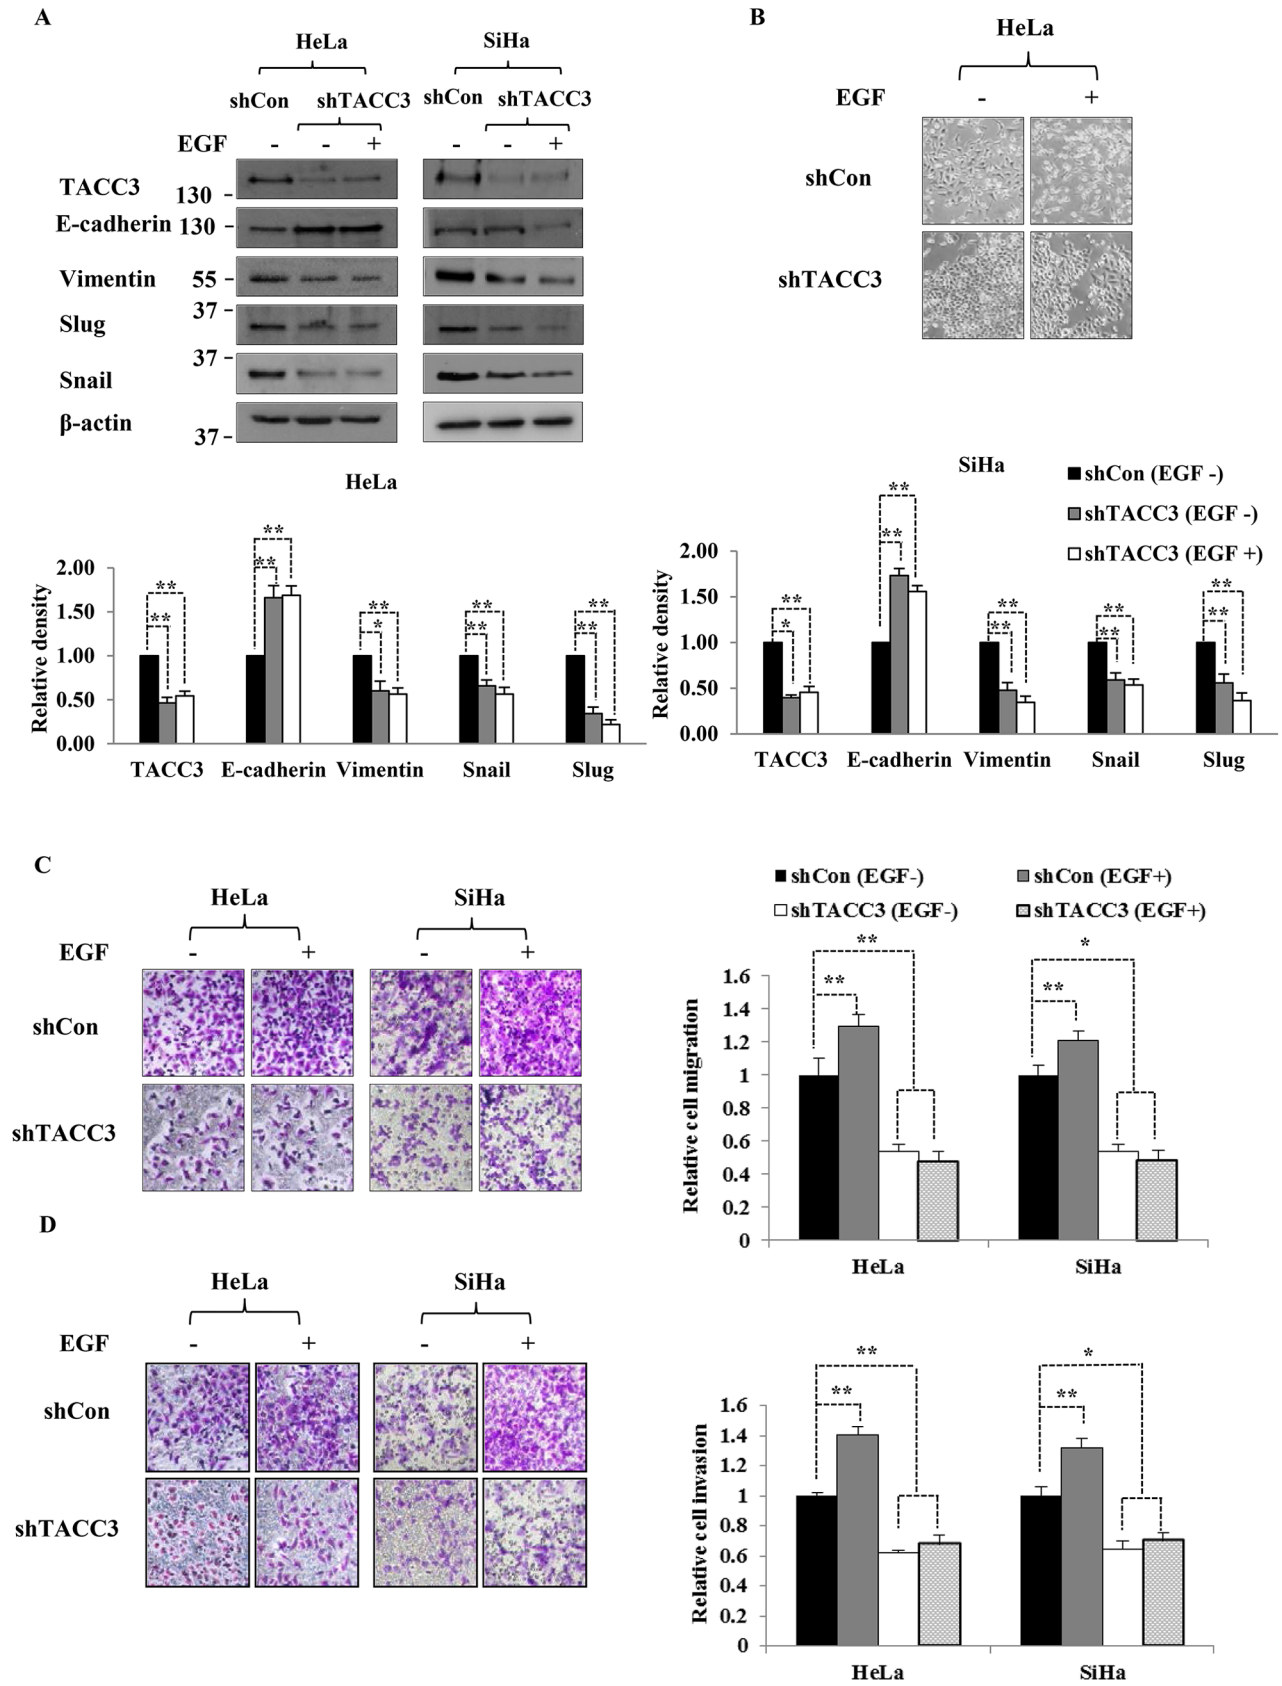 A
HeLa SiHa
shCon shTACC3 shCon shTACC3
EGF - - + - - +
TACC3 130
E-cadherin 130
Vimentin 55
37
Slug
37
Snail
β-actin
37
B
HeLa
EGF - +
shCon
shTACC3
HeLa
Relative density
2.00
1.50
1.00
0.50
0.00
** ** ** ** * ** ** ** ** **
TACC3 E-cadherin Vimentin Snail Slug
SiHa
shCon (EGF -)
shTACC3 (EGF -)
shTACC3 (EGF +)
Relative density
2.00
1.50
1.00
0.50
0.00
* ** ** ** ** ** ** ** ** **
TACC3 E-cadherin Vimentin Snail Slug
C
HeLa SiHa
EGF - + - +
shCon
shTACC3
shCon (EGF-) shCon (EGF+)
shTACC3 (EGF-) shTACC3 (EGF+)
Relative cell migration
1.6
1.4
1.2
1
0.8
0.6
0.4
0.2
0
** *
** **
HeLa SiHa
D
HeLa SiHa
EGF - + - +
shCon
shTACC3
Relative cell invasion
1.6
1.4
1.2
1
0.8
0.6
0.4
0.2
0
** *
** **
HeLa SiHa